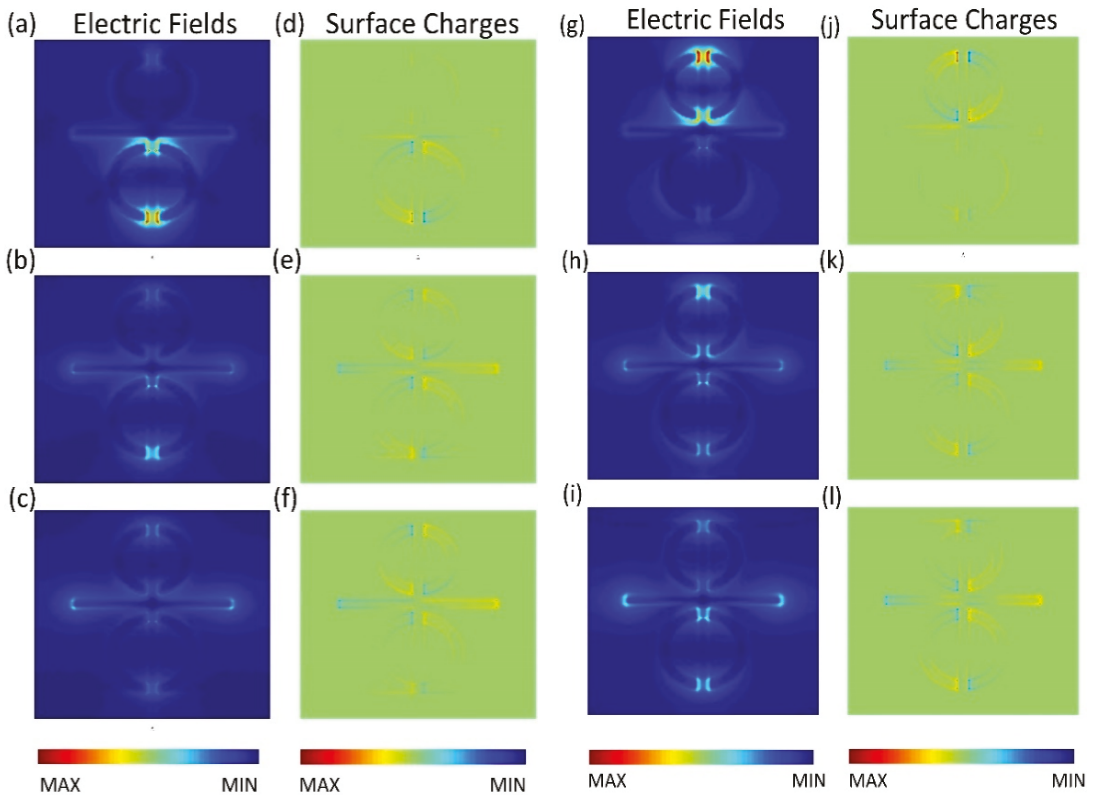 (a) Electric Fields (d) Surface Charges (g) Electric Fields (j) Surface Charges
(b) (e) (h) (k)
(c) (f) (i) (l)
MAX MIN MAX MIN MAX MIN MAX MIN